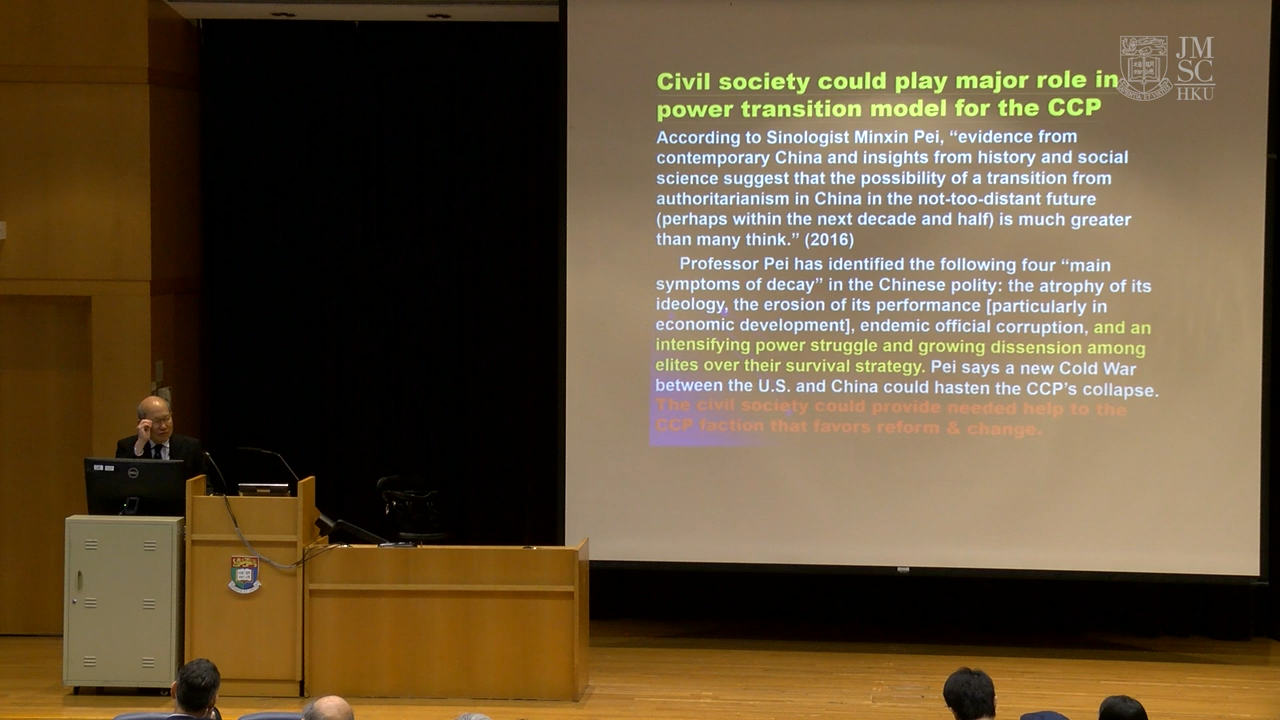 Civil society could play major role in
power transition model for the CCP
According to Sinologist Minxin Pei, “evidence from
contemporary China and insights from history and social
science suggest that the possibility of a transition from
authoritarianism in China in the not-too-distant future
(perhaps within the next decade and half) is much greater
than many think.” (2016)
Professor Pei has identified the following four “main
symptoms of decay” in the Chinese polity: the atrophy of its
ideology, the erosion of its performance [particularly in
economic development], endemic official corruption, and an
intensifying power struggle and growing dissension among
elites over their survival strategy. Pei says a new Cold War
between the U.S. and China could hasten the CCP’s collapse.
The civil society could provide needed help to the
CCP faction that favors reform & change.
JM
SC
HKU
DELL